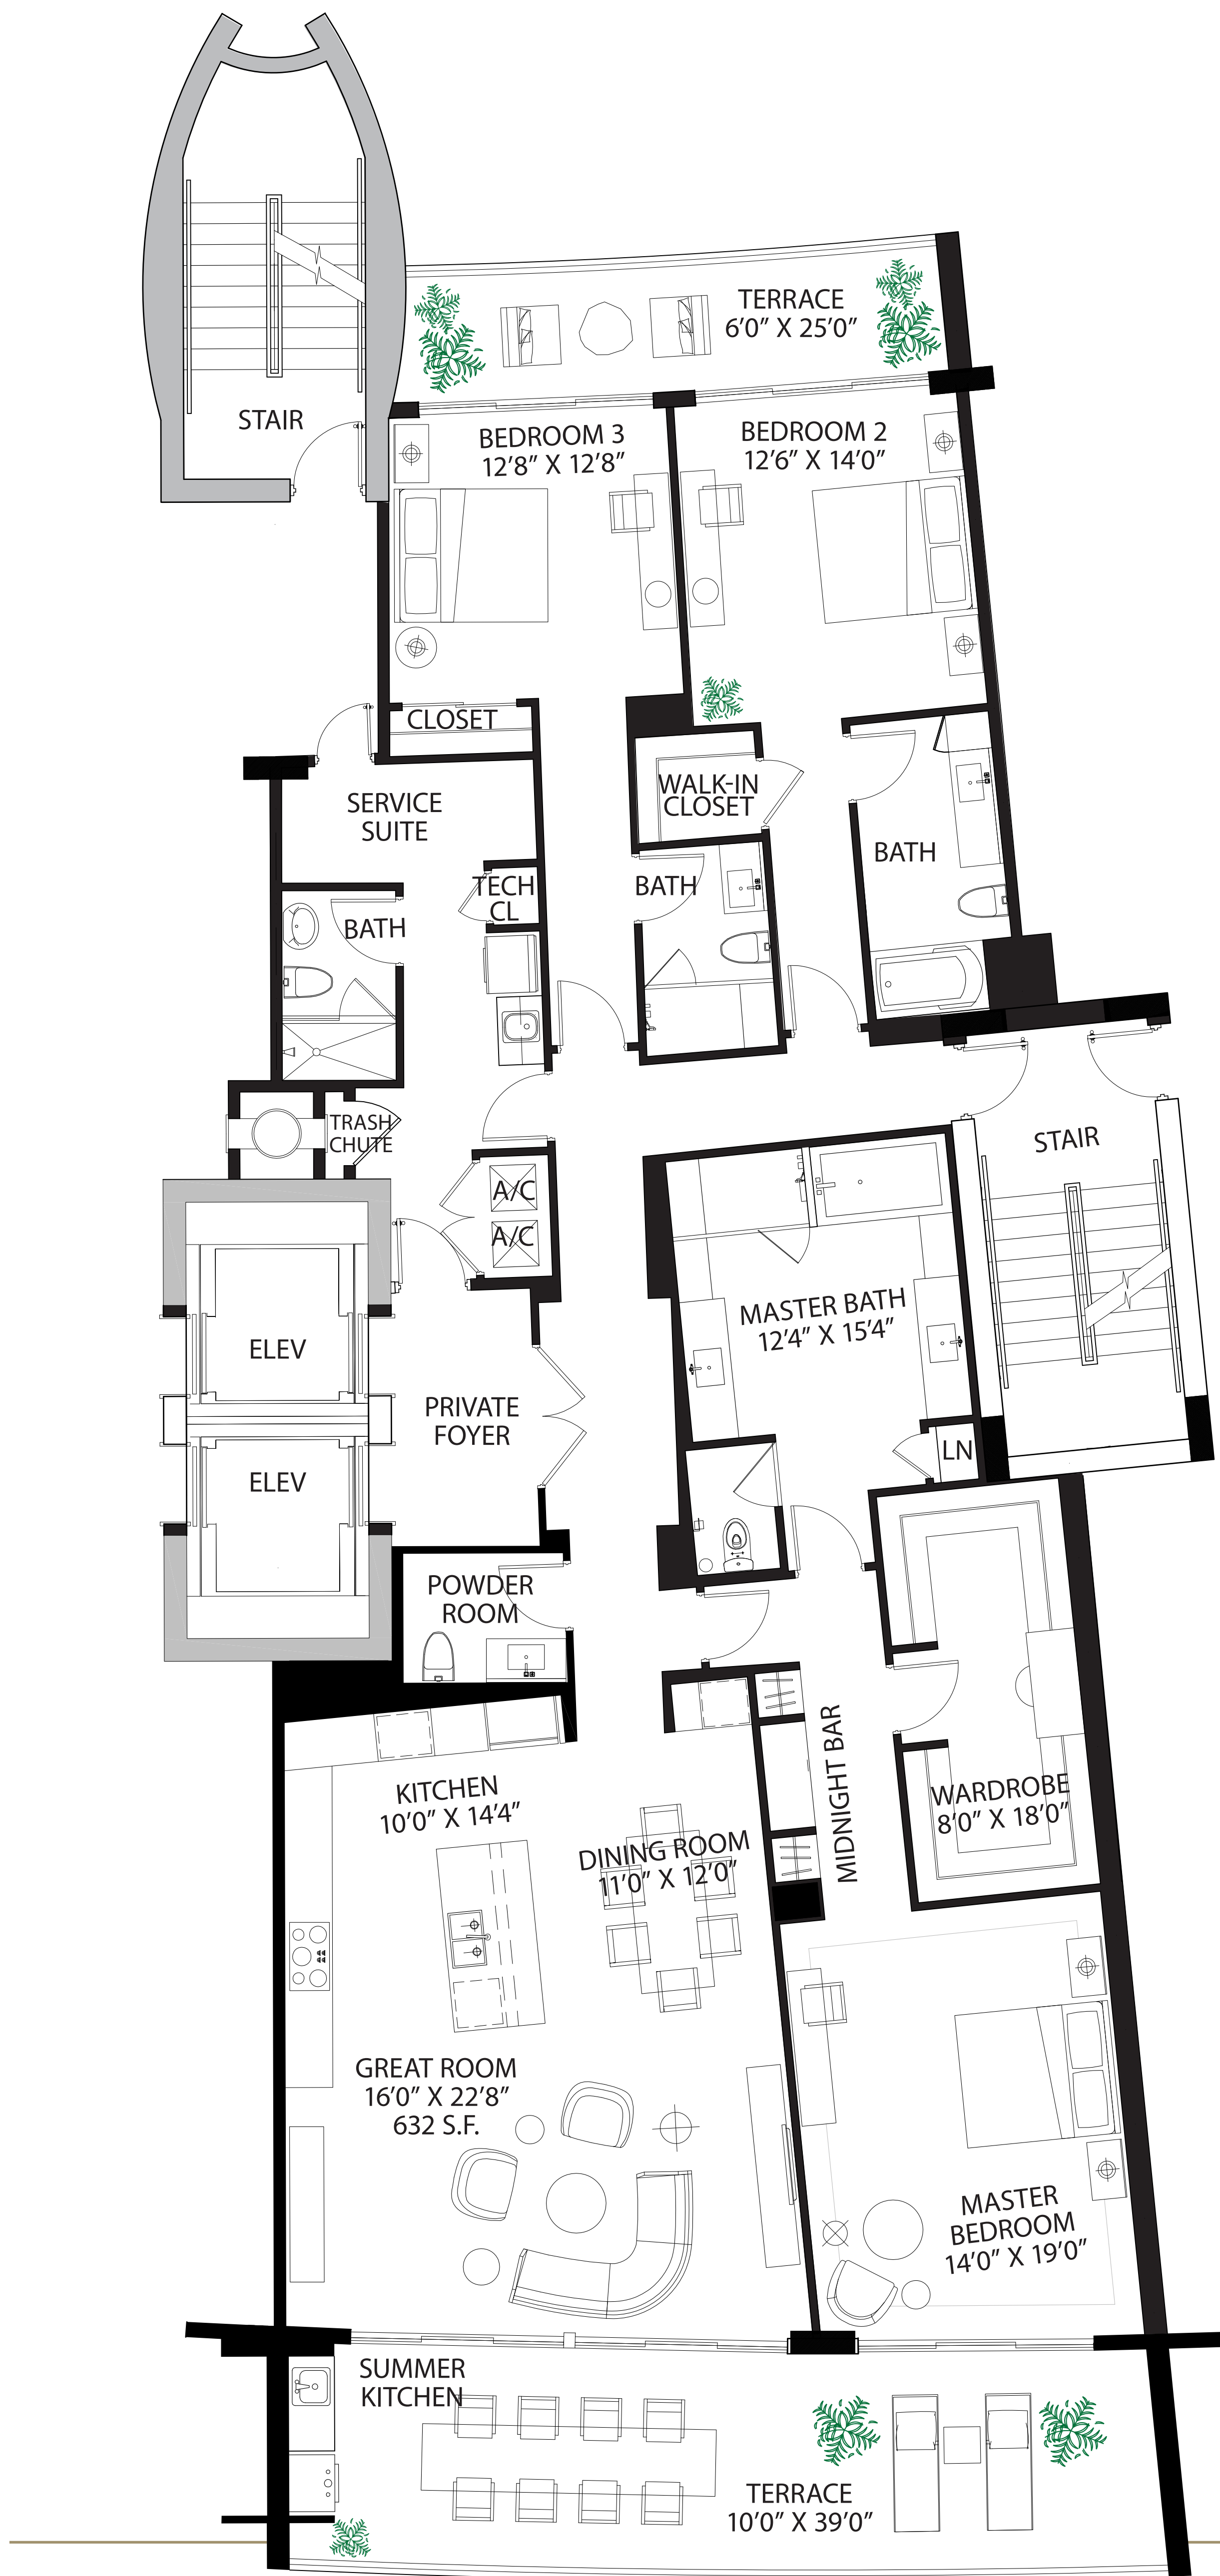 TERRACE
6'0” X 25'0”
STAIR
BEDROOM 3
12'8” X 12'8”
BEDROOM 2
12'6” X 14'0”
CLOSET
WALK-IN
CLOSET
SERVICE
SUITE
BATH
TECH
CL
BATH
BATH
TRASH
CHUTE
STAIR
A/C
A/C
MASTER BATH
12'4” X 15'4”
ELEV
PRIVATE
FOYER
LN
ELEV
POWDER
ROOM
MIDNIGHT BAR
KITCHEN
10'0” X 14'4”
WARDROBE
8'0” X 18'0”
DINING ROOM
11'0” X 12'0”
GREAT ROOM
16'0” X 22'8”
632 S.F.
MASTER
BEDROOM
14'0” X 19'0”
SUMMER
KITCHEN
TERRACE
10'0” X 39'0”